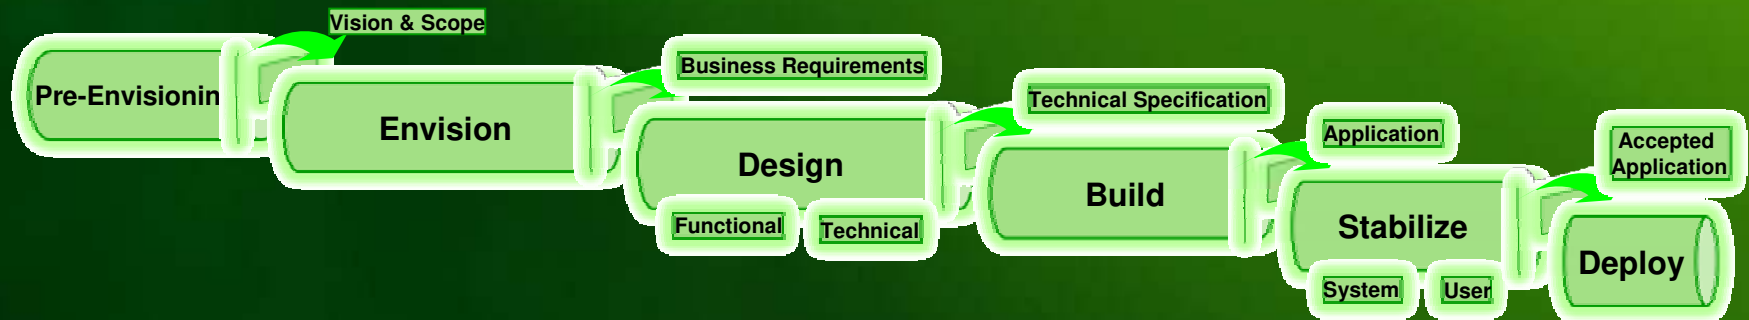 Vision & Scope
Pre-Envisionin
Business Requirements
Envision
Technical Specification
Design
Functional
Technical
Application
Build
Accepted
Application
Stabilize
System
User
Deploy